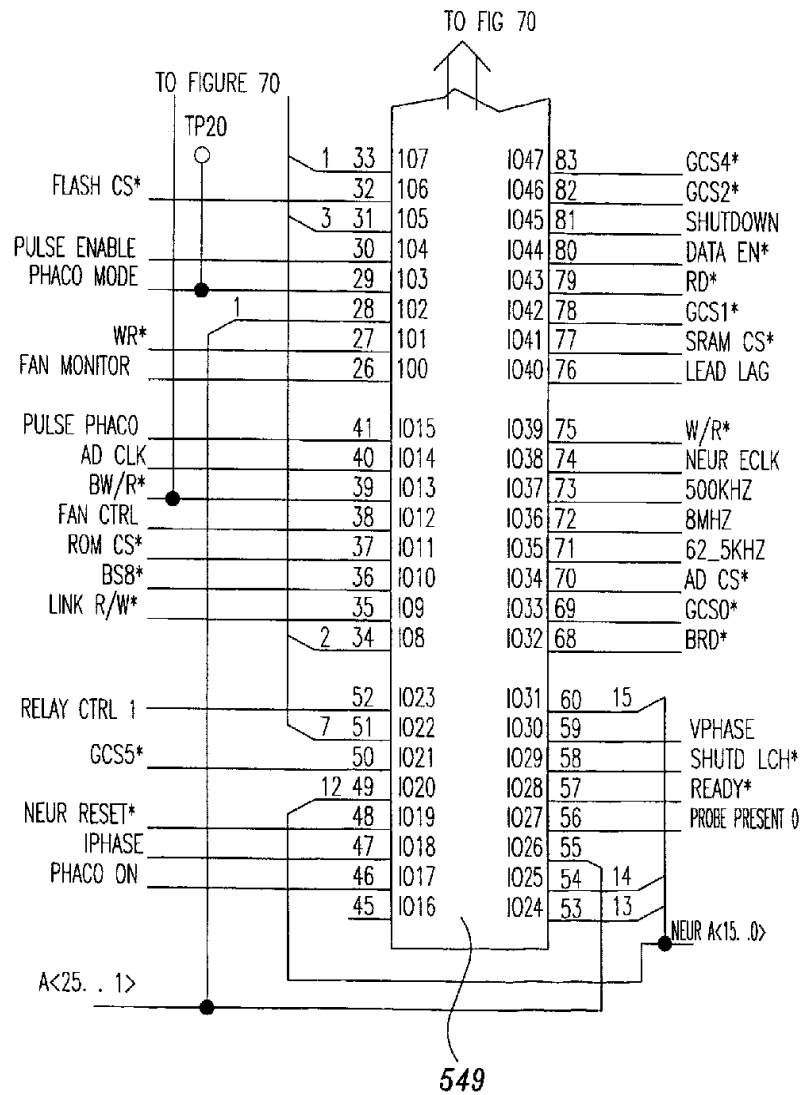 TO FIG 70
TO FIGURE 70
TP20
1 33 107 IO47 83 GCS4*
FLASH CS* 32 106 IO46 82 GCS2*
3 31 105 IO45 81 SHUTDOWN
PULSE ENABLE 30 104 IO44 80 DATA EN*
PHACO MODE 29 103 IO43 79 RD*
1 28 102 IO42 78 GCS1*
WR* 27 101 IO41 77 SRAM CS*
FAN MONITOR 26 100 IO40 76 LEAD LAG
PULSE PHACO 41 IO15 IO39 75 W/R*
AD CLK 40 IO14 IO38 74 NEUR ECLK
BW/R* 39 IO13 IO37 73 500KHZ
FAN CTRL 38 IO12 IO36 72 8MHZ
ROM CS* 37 IO11 IO35 71 62_5KHZ
BS8* 36 IO10 IO34 70 AD CS*
LINK R/W* 35 IO9 IO33 69 GCS0*
2 34 IO8 IO32 68 BRD*
RELAY CTRL 1 52 IO23 IO31 60 15
7 51 IO22 IO30 59 VPHASE
GCS5* 50 IO21 IO29 58 SHUTD LCH*
12 49 IO20 IO28 57 READY*
NEUR RESET* 48 IO19 IO27 56 PROBE PRESENT 0
IPHASE 47 IO18 IO26 55
PHACO ON 46 IO17 IO25 54 14
45 IO16 IO24 53 13
NEUR A<15. .0>
A<25. . 1>
549